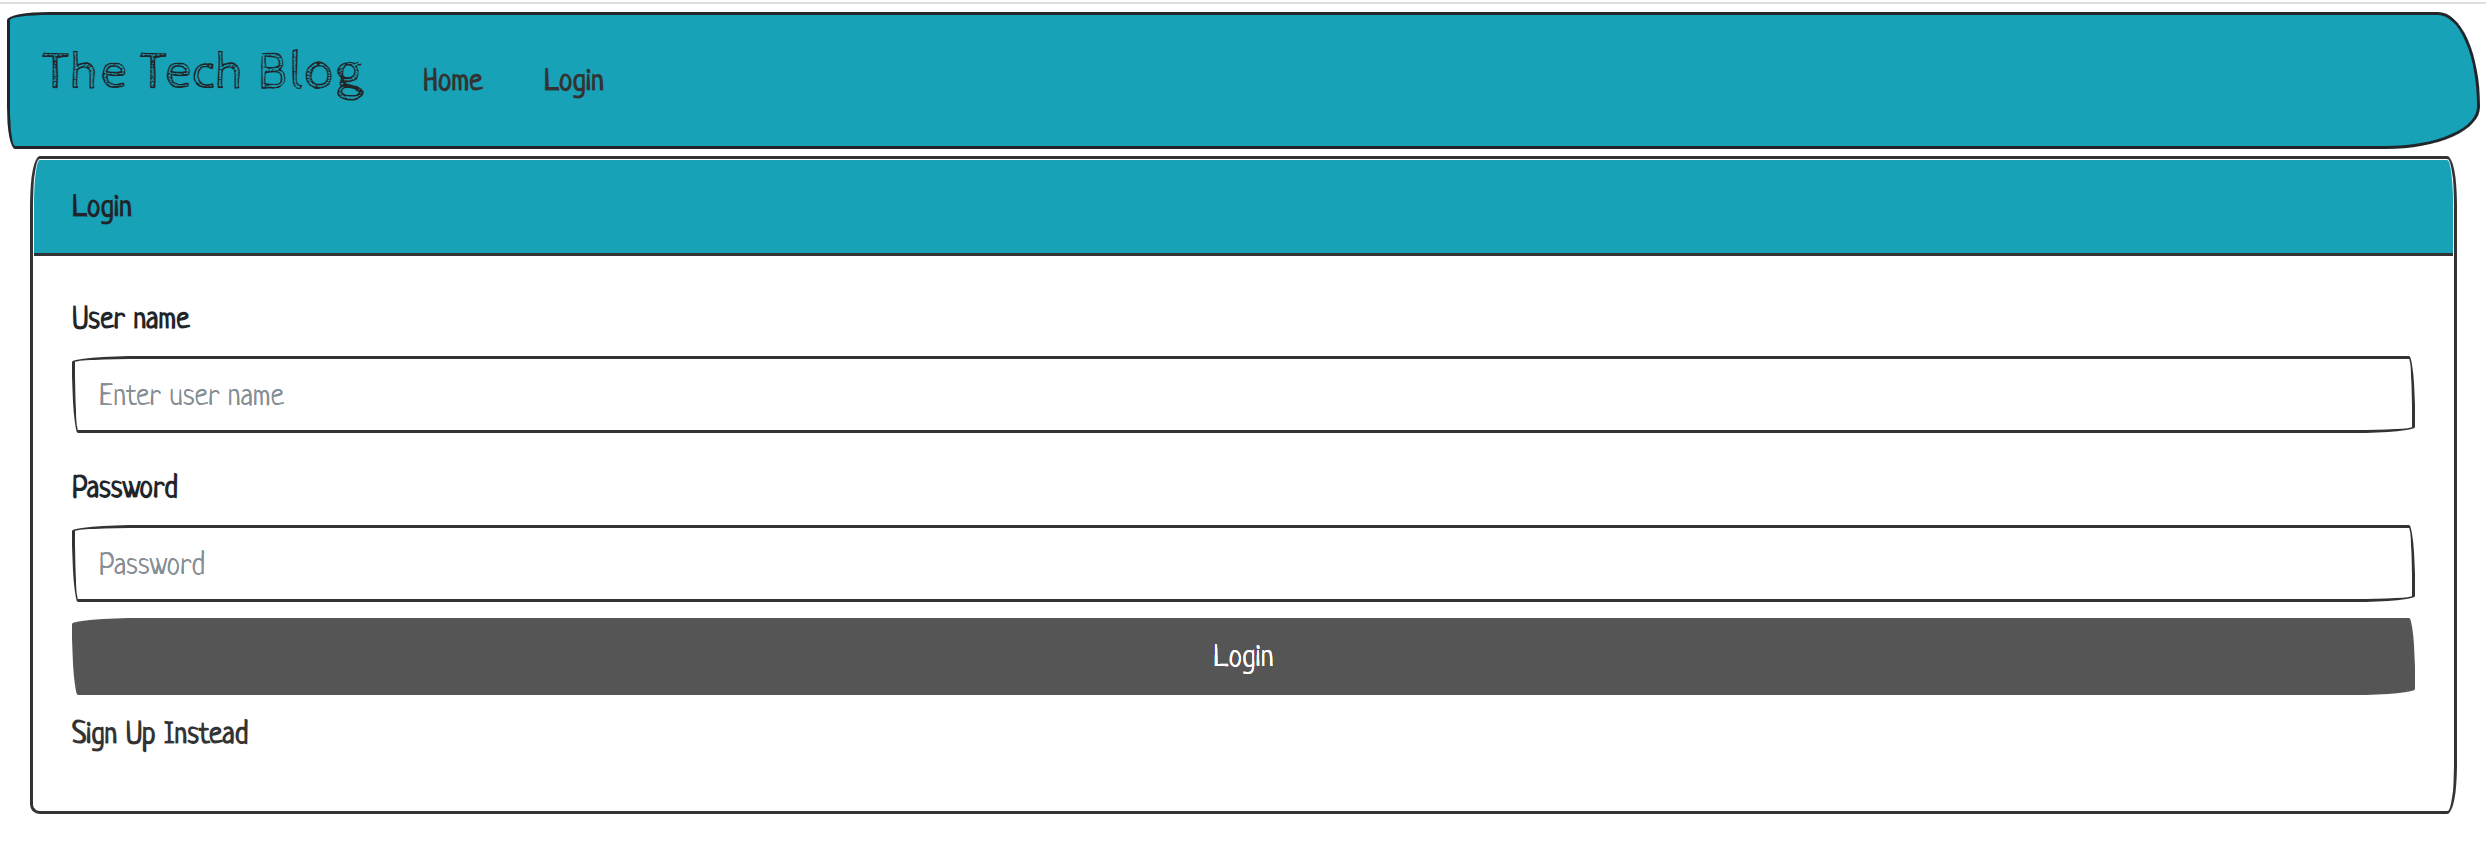 The Tech Blog Home Login
Login
User name
Enter user name
Password
Password
Login
Sign Up Instead